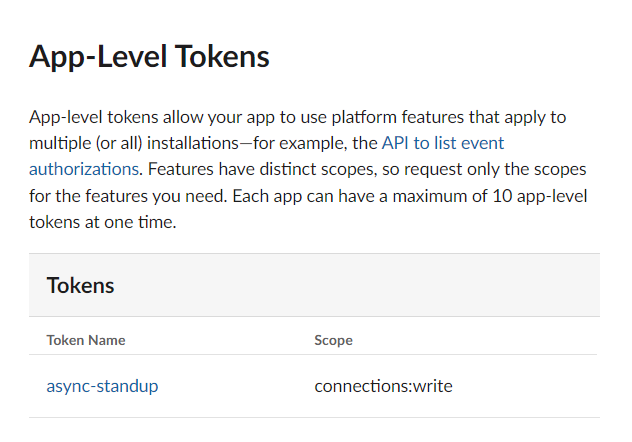 App-Level Tokens
App-level tokens allow your app to use platform features that apply to
multiple (or all) installations—for example, the API to list event
authorizations. Features have distinct scopes, so request only the scopes
for the features you need. Each app can have a maximum of 10 app-level
tokens at one time.
Tokens
Token Name Scope
async-standup connections:write